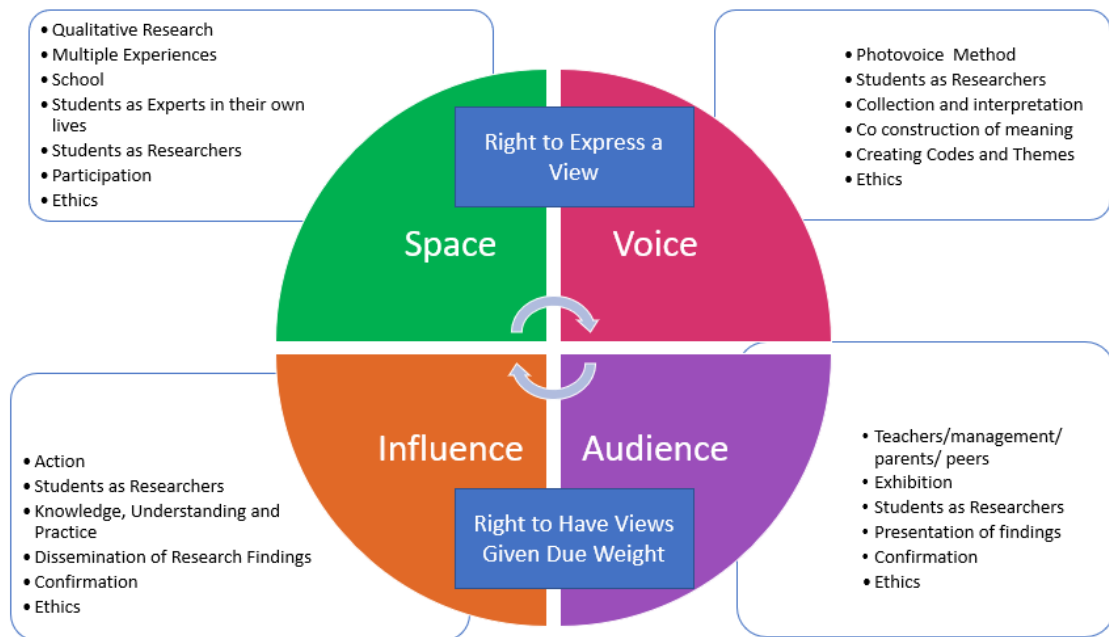 • Qualitative Research
• Multiple Experiences
• School
• Students as Experts in their own
lives
• Students as Researchers
• Participation
• Ethics
• Photovoice Method
• Students as Researchers
• Collection and interpretation
• Co construction of meaning
• Creating Codes and Themes
• Ethics
Right to Express a
View
Space
Voice
Influence
Audience
Right to Have Views
Given Due Weight
• Action
• Students as Researchers
• Knowledge, Understanding and
Practice
• Dissemination of Research Findings
• Confirmation
• Ethics
• Teachers/management/
parents/ peers
• Exhibition
• Students as Researchers
• Presentation of findings
• Confirmation
• Ethics